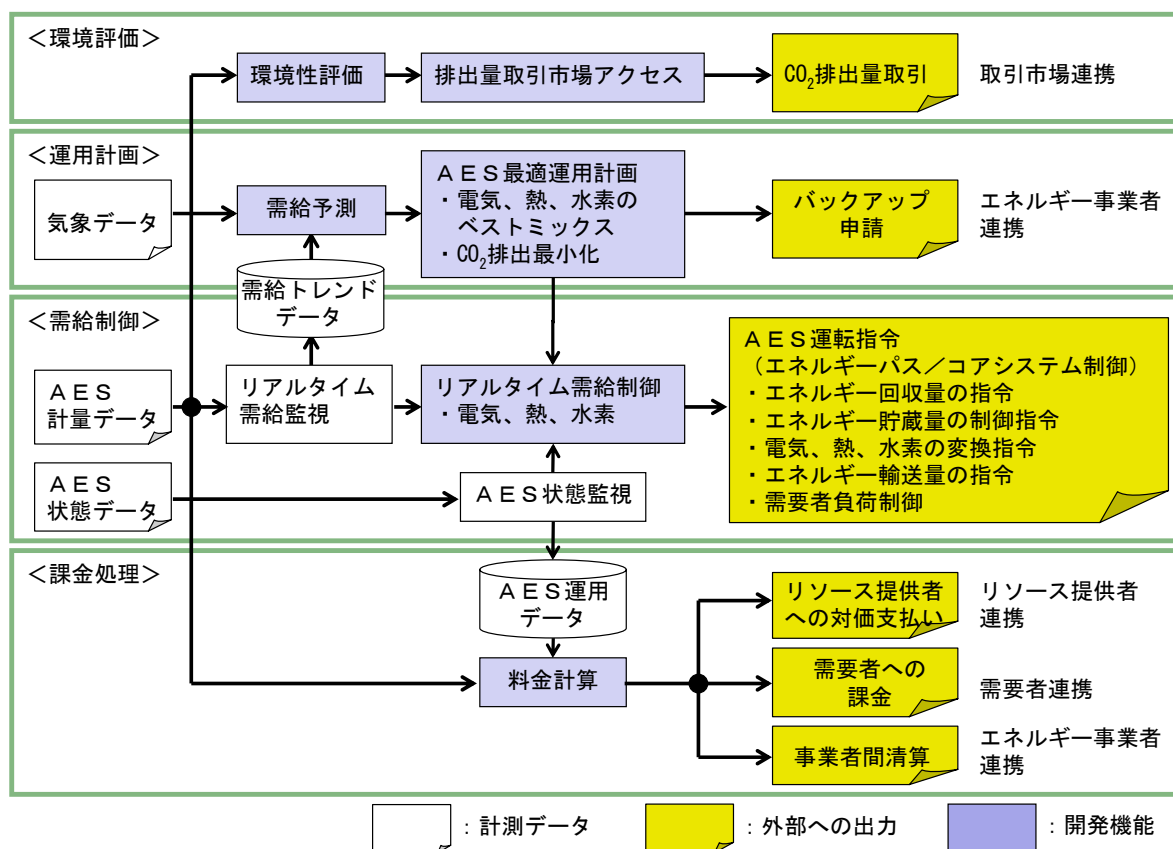 ＜環境評価＞
環境性評価
排出量取引市場アクセス
CO₂排出量取引
取引市場連携
＜運用計画＞
気象データ
需給予測
ＡＥＳ最適運用計画
・電気、熱、水素の
ベストミックス
・CO₂排出最小化
バックアップ
申請
エネルギー事業者
連携
需給トレンド
データ
＜需給制御＞
ＡＥＳ
計量データ
リアルタイム
需給監視
リアルタイム需給制御
・電気、熱、水素
ＡＥＳ運転指令
（エネルギーパス／コアシステム制御）
・エネルギー回収量の指令
・エネルギー貯蔵量の制御指令
・電気、熱、水素の変換指令
・エネルギー輸送量の指令
・需要者負荷制御
ＡＥＳ
状態データ
ＡＥＳ状態監視
＜課金処理＞
ＡＥＳ運用
データ
料金計算
リソース提供者
への対価支払い
リソース提供者
連携
需要者への
課金
需要者連携
事業者間清算
エネルギー事業者
連携
：計測データ
：外部への出力
：開発機能